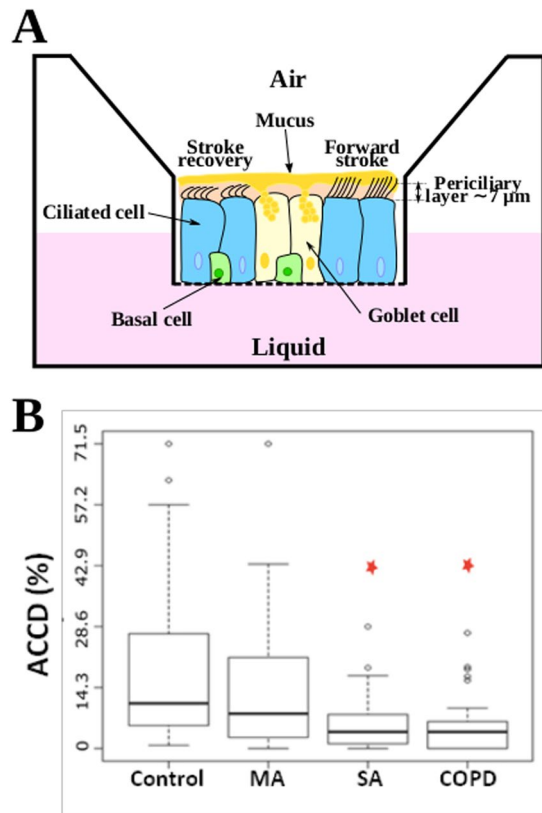 A
Air
Mucus
Stroke
recovery
Forward
stroke
Periciliary
layer ~7 μm
Ciliated cell
Basal cell
Goblet cell
Liquid
B
ACCD (%)
71.5
57.2
42.9
28.6
14.3
0
Control MA SA COPD